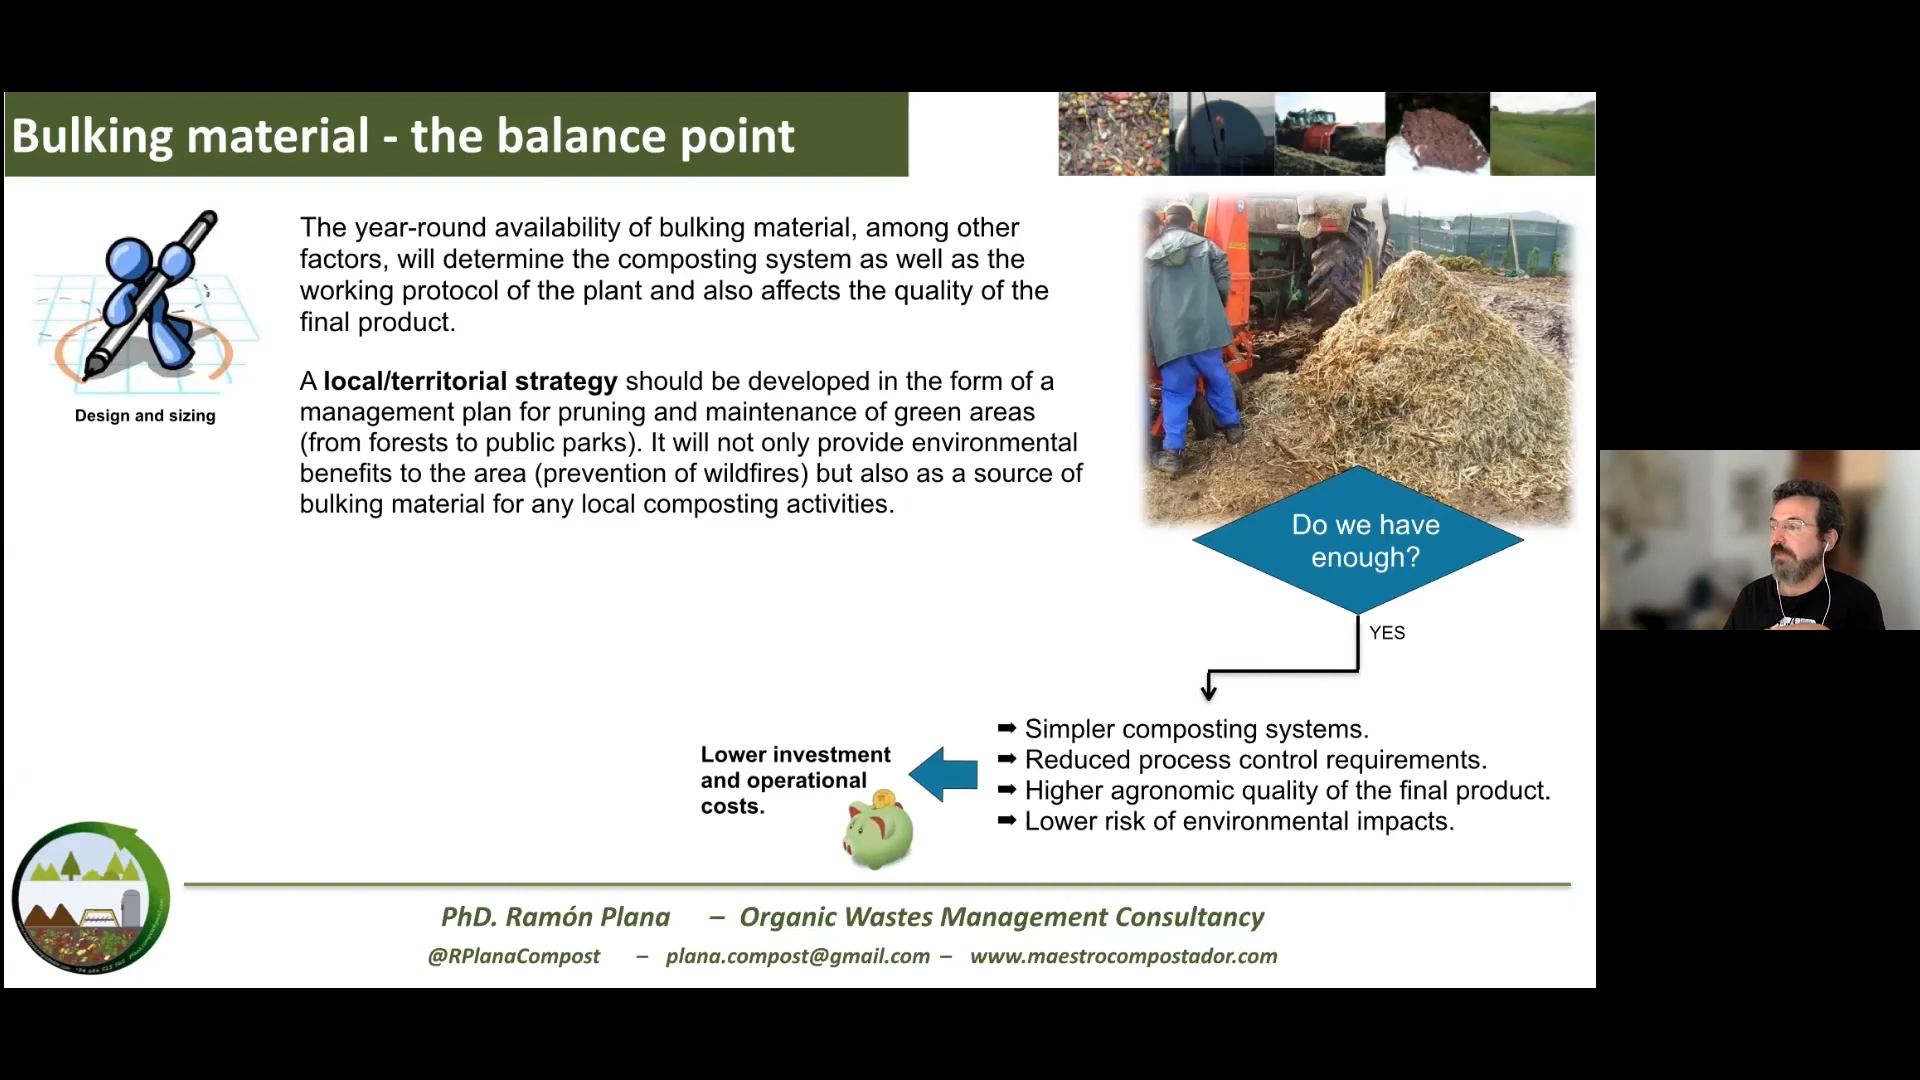 Bulking material - the balance point
The year-round availability of bulking material, among other
factors, will determine the composting system as well as the
working protocol of the plant and also affects the quality of the
final product.
Design and sizing
A local/territorial strategy should be developed in the form of a
management plan for pruning and maintenance of green areas
(from forests to public parks). It will not only provide environmental
benefits to the area (prevention of wildfires) but also as a source of
bulking material for any local composting activities.
Do we have
enough?
YES
➡ Simpler composting systems.
➡ Reduced process control requirements.
➡ Higher agronomic quality of the final product.
➡ Lower risk of environmental impacts.
Lower investment
and operational
costs.
PhD. Ramón Plana – Organic Wastes Management Consultancy
@RPlanaCompost – plana.compost@gmail.com – www.maestrocompostador.com